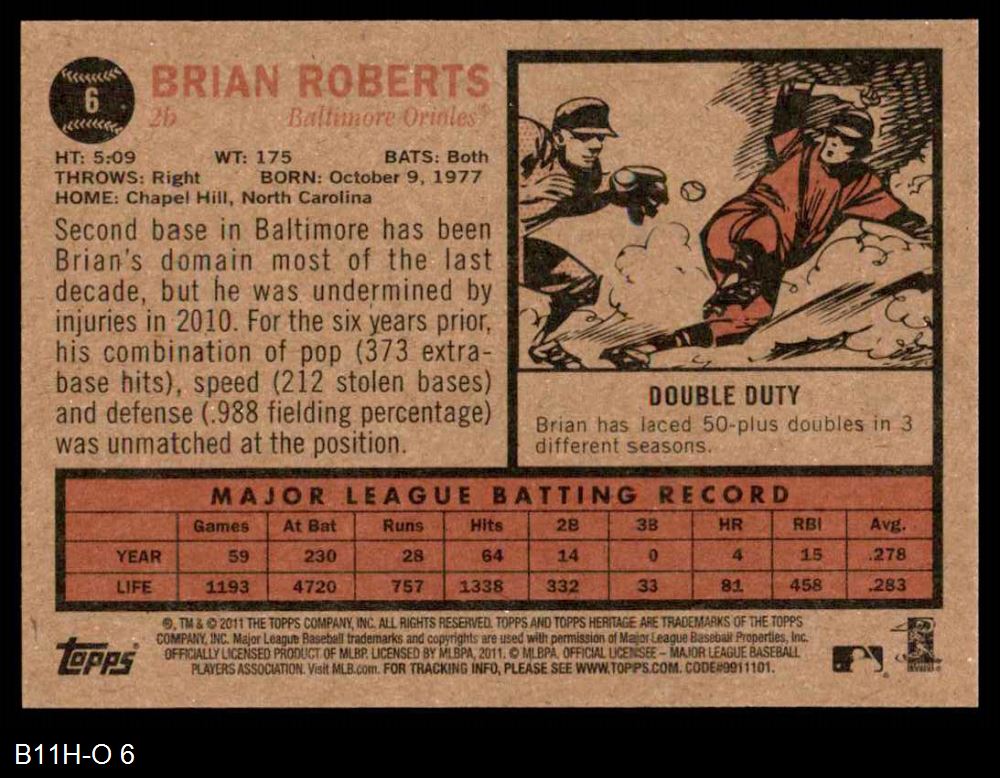 6
BRIAN ROBERTS
2b Baltimore Orioles®
HT: 5:09 WT: 175 BATS: Both
THROWS: Right BORN: October 9, 1977
HOME: Chapel Hill, North Carolina
Second base in Baltimore has been
Brian's domain most of the last
decade, but he was undermined by
injuries in 2010. For the six years prior,
his combination of pop (373 extra-
base hits), speed (212 stolen bases)
and defense (.988 fielding percentage)
was unmatched at the position.
DOUBLE DUTY
Brian has laced 50-plus doubles in 3
different seasons.
MAJOR LEAGUE BATTING RECORD
Games At Bat Runs Hits 2B 3B HR RBI Avg.
YEAR 59 230 28 64 14 0 4 15 .278
LIFE 1193 4720 757 1338 332 33 81 458 .283
®, TM & © 2011 THE TOPPS COMPANY, INC. ALL RIGHTS RESERVED. TOPPS AND TOPPS HERITAGE ARE TRADEMARKS OF THE TOPPS
COMPANY, INC. Major League Baseball trademarks and copyrights are used with permission of Major League Baseball Properties, Inc.
OFFICIALLY LICENSED PRODUCT OF MLBP. LICENSED BY MLBPA, 2011. © MLBPA, OFFICIAL LICENSEE – MAJOR LEAGUE BASEBALL
PLAYERS ASSOCIATION. Visit MLB.com. FOR TRACKING INFO, PLEASE SEE WWW.TOPPS.COM. CODE#9911101.
Topps®
B11H-O 6